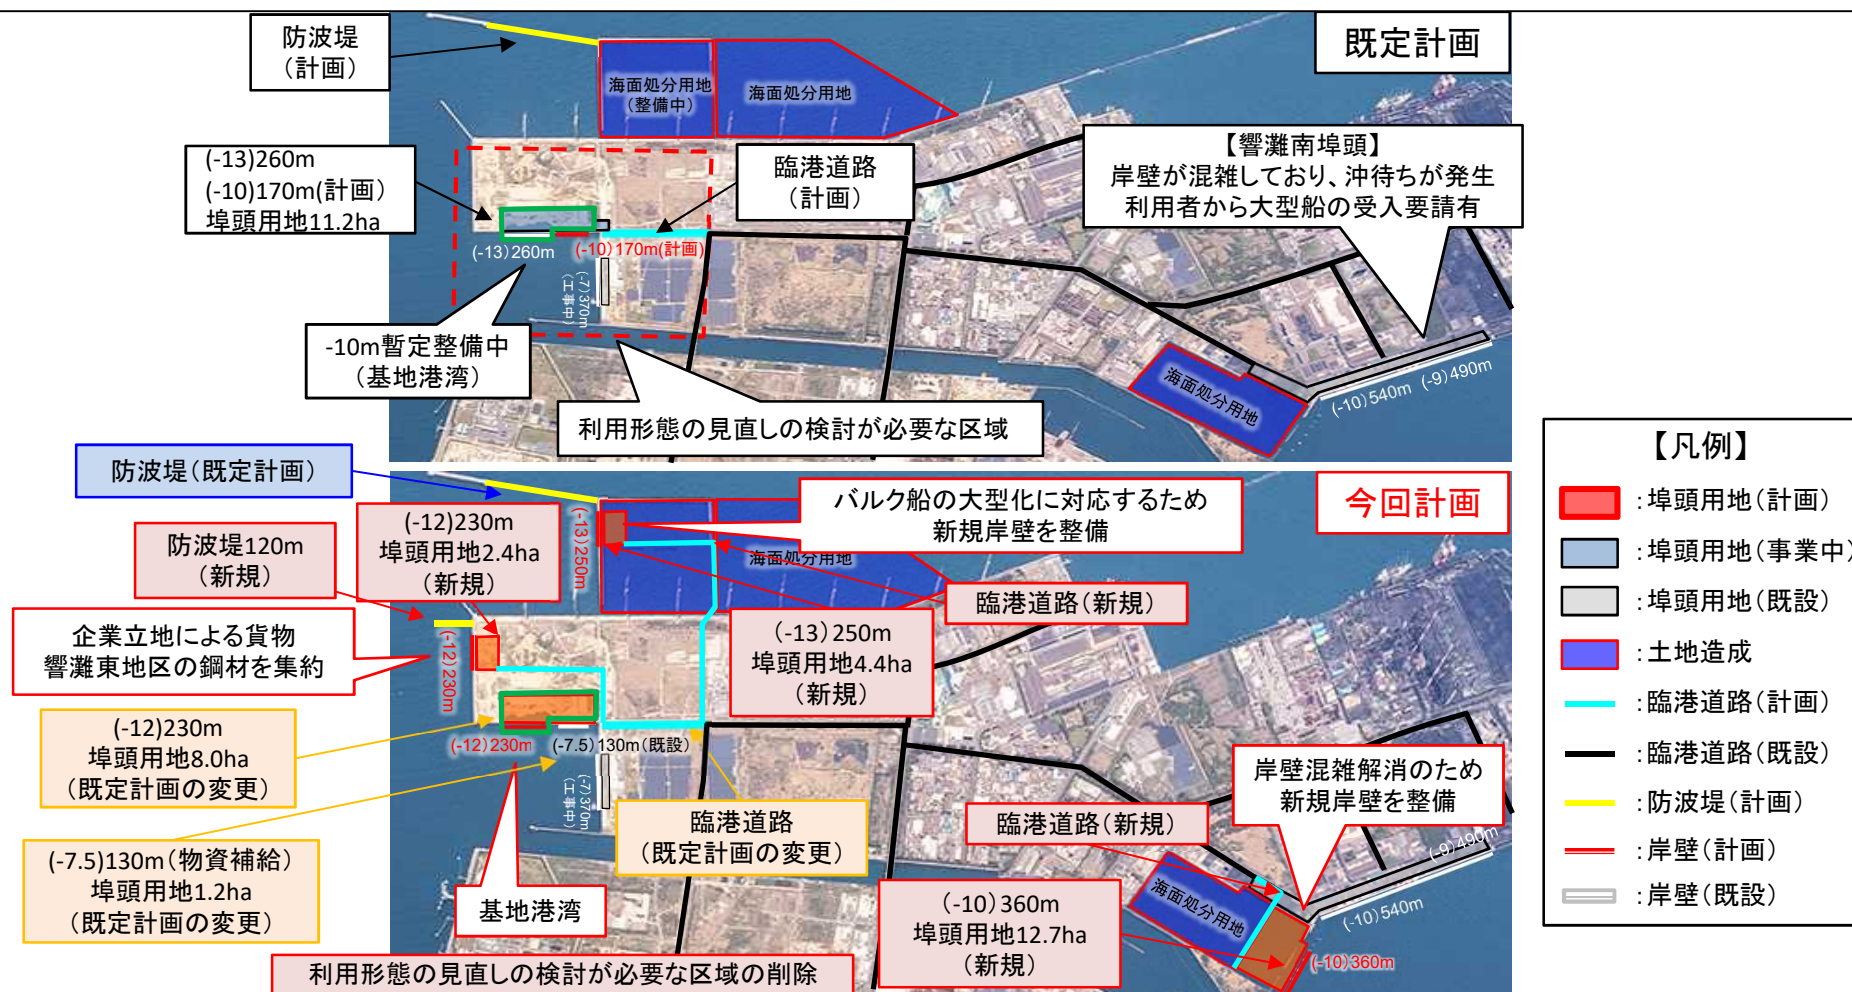 既定計画
防波堤
（計画）
海面処分用地
（整備中）
海面処分用地
(-13)260m
(-10)170m(計画)
埠頭用地11.2ha
臨港道路
（計画）
【響灘南埠頭】
岸壁が混雑しており、沖待ちが発生
利用者から大型船の受入要請有
(-13)260m
(-10)170m(計画)
(-7)370m
（工事中）
-10m暫定整備中
（基地港湾）
利用形態の見直しの検討が必要な区域
海面処分用地
(-10)540m
(-9)490m
今回計画
防波堤（既定計画）
防波堤120m
（新規）
(-12)230m
埠頭用地2.4ha
（新規）
(-13)250m
バルク船の大型化に対応するため
新規岸壁を整備
海面処分用地
臨港道路（新規）
(-13)250m
埠頭用地4.4ha
（新規）
企業立地による貨物
響灘東地区の鋼材を集約
(-12)230m
(-12)230m
埠頭用地8.0ha
（既定計画の変更）
(-12)230m
(-7.5)130m(既設)
(-7)370m
（工事中）
(-7.5)130m（物資補給）
埠頭用地1.2ha
（既定計画の変更）
基地港湾
臨港道路
（既定計画の変更）
臨港道路（新規）
岸壁混雑解消のため
新規岸壁を整備
(-9)490m
(-10)540m
海面処分用地
(-10)360m
埠頭用地12.7ha
（新規）
(-10)360m
利用形態の見直しの検討が必要な区域の削除
【凡例】
：埠頭用地（計画）
：埠頭用地（事業中）
：埠頭用地（既設）
：土地造成
：臨港道路（計画）
：臨港道路（既設）
：防波堤（計画）
：岸壁（計画）
：岸壁（既設）